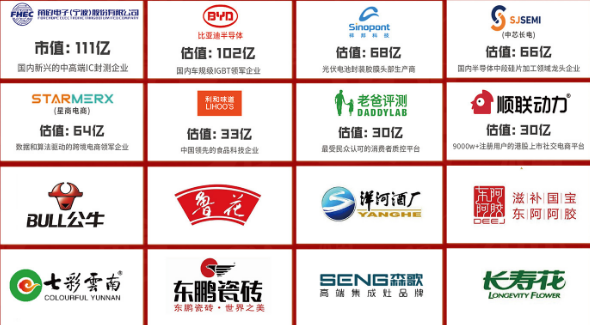 FHEC 甬矽电子(宁波)股份有限公司
市值: 111亿
国内新兴的中高端IC封测企业
BYD
比亚迪半导体
估值: 102亿
国内车规级IGBT领军企业
Sinopont
祥邦科技
估值: 68亿
光伏电池封装胶膜头部生产商
SJSEMI
(中芯长电)
估值: 66亿
国内半导体中段硅片加工领域龙头企业
STARMERX
(星商电商)
估值: 64亿
数据和算法驱动的跨境电商领军企业
利和味道
LIHOO'S
估值: 33亿
中国领先的食品科技企业
老爸评测
DADDYLAB
估值: 30亿
最受民众认可的消费者质控平台
顺联动力
估值: 30亿
9000w+注册用户的港股上市社交电商平台
BULL公牛
鲁花
洋河酒厂
YANGHE
东阿阿胶
DEEJ
滋补国宝
东阿阿胶
七彩雲南
COLOURFUL YUNNAN
东鹏瓷砖
东鹏瓷砖·世界之美
SENG森歌
高端集成灶品牌
长寿花
LONGEVITY FLOWER